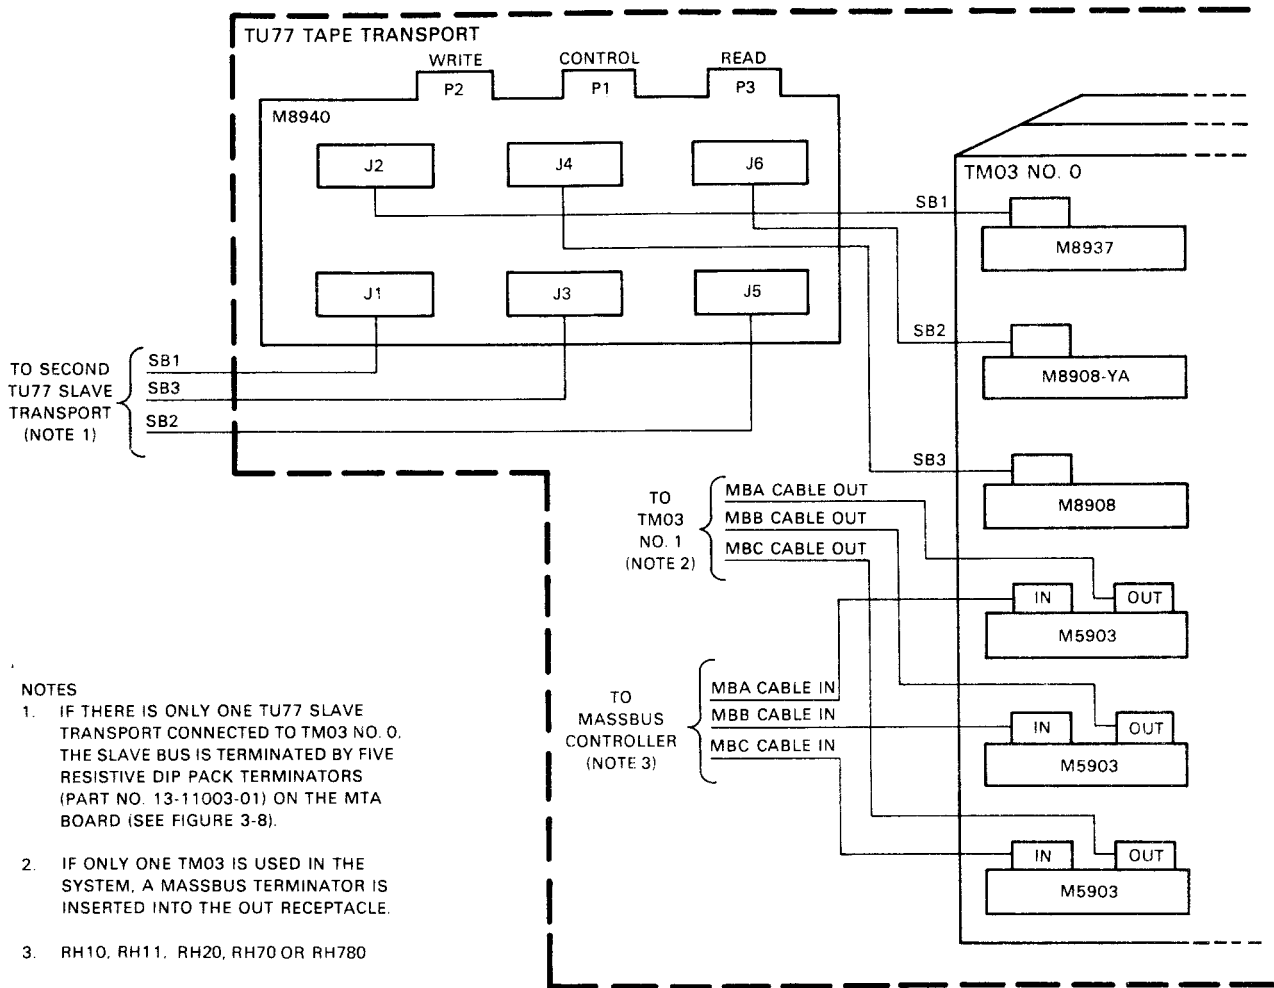 TU77 TAPE TRANSPORT
WRITE
CONTROL
READ
P2
P1
P3
M8940
J2
J4
J6
TM03 NO. 0
SB1
M8937
J1
J3
J5
SB2
M8908-YA
TO SECOND
TU77 SLAVE
TRANSPORT
(NOTE 1)
SB1
SB3
SB2
SB3
M8908
TO
TM03
NO. 1
(NOTE 2)
MBA CABLE OUT
MBB CABLE OUT
MBC CABLE OUT
IN
OUT
M5903
TO
MASSBUS
CONTROLLER
(NOTE 3)
MBA CABLE IN
MBB CABLE IN
MBC CABLE IN
IN
OUT
M5903
IN
OUT
M5903
NOTES
1. IF THERE IS ONLY ONE TU77 SLAVE
TRANSPORT CONNECTED TO TM03 NO. 0,
THE SLAVE BUS IS TERMINATED BY FIVE
RESISTIVE DIP PACK TERMINATORS
(PART NO. 13-11003-01) ON THE MTA
BOARD (SEE FIGURE 3-8).
2. IF ONLY ONE TM03 IS USED IN THE
SYSTEM, A MASSBUS TERMINATOR IS
INSERTED INTO THE OUT RECEPTACLE.
3. RH10, RH11, RH20, RH70 OR RH780